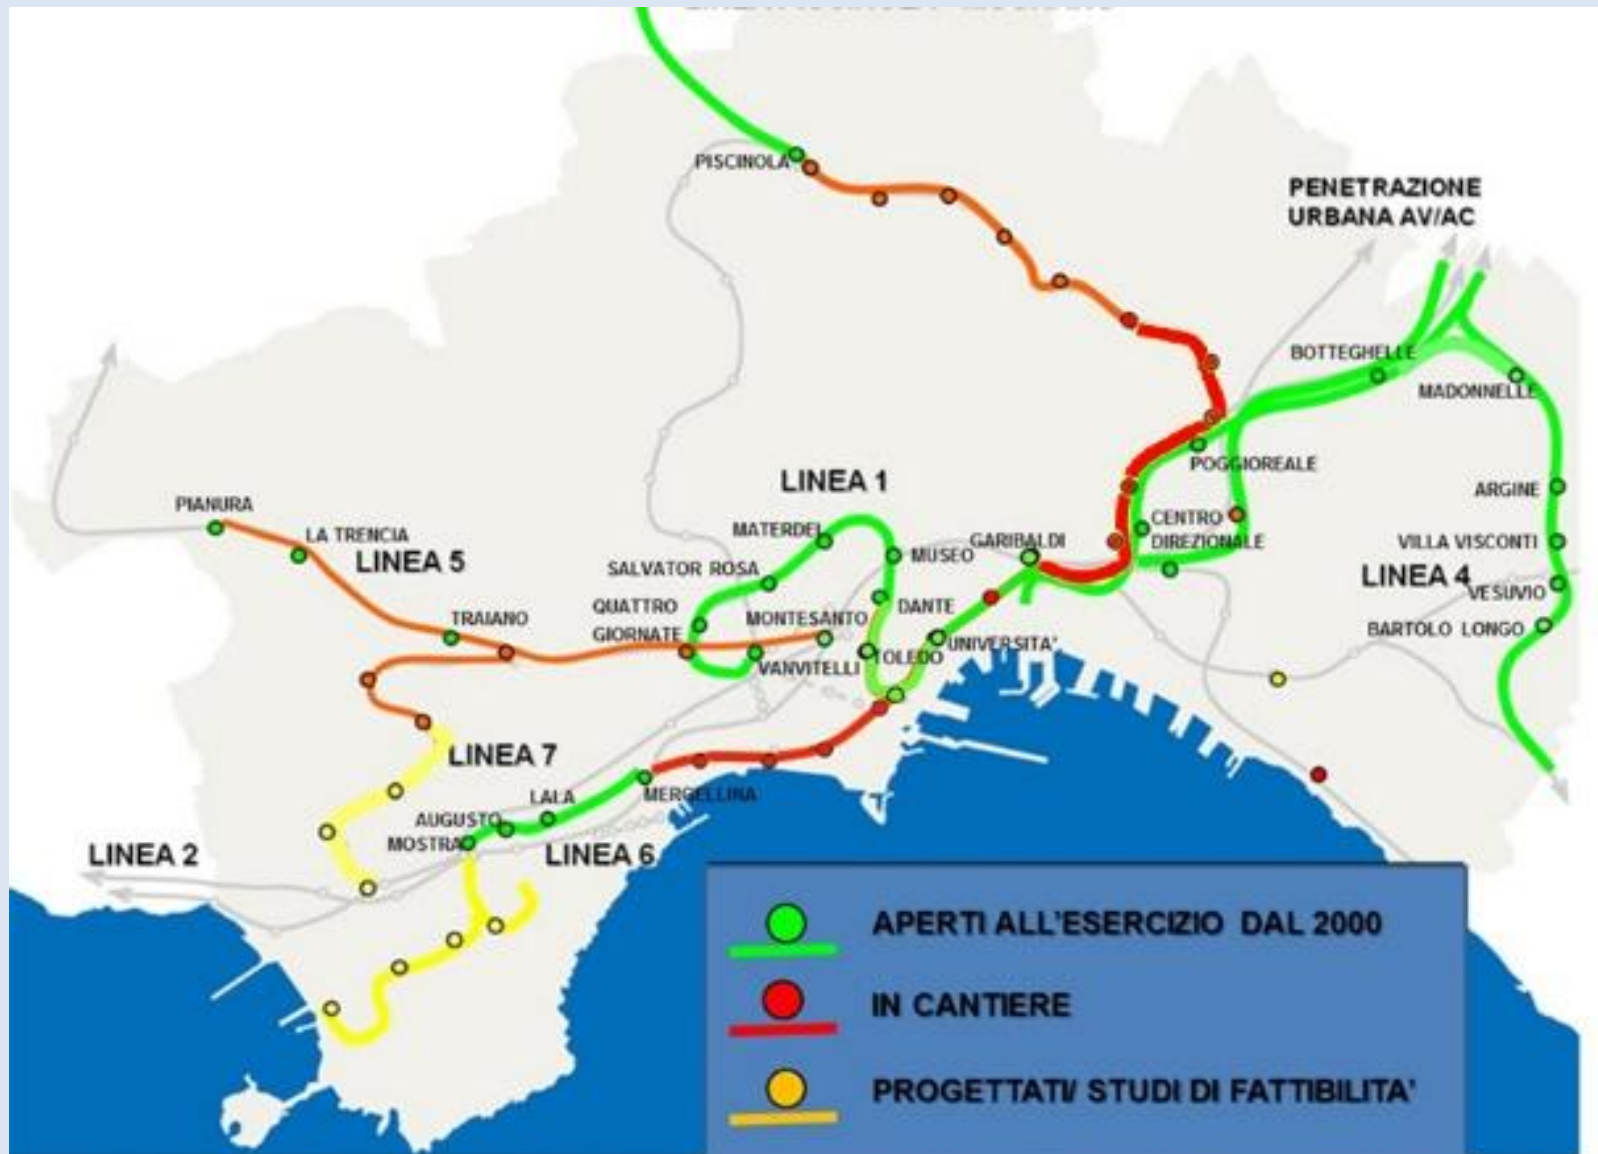 PISCINOLA
PENETRAZIONE
URBANA AV/AC
BOTTEGHELLE
MADONNELLE
POGGIOREALE
LINEA 1
ARGINE
PIANURA
LA TRENCIA
LINEA 5
MATERDEI
CENTRO
DIREZIONALE
GARIBALDI
MUSEO
VILLA VISCONTI
SALVATOR ROSA
LINEA 4
VESUVIO
QUATTRO
GIORNATE
MONTESANTO
DANTE
TRAIANO
BARTOLO LONGO
UNIVERSITA'
VANVITELLI
TOLEDO
LINEA 7
LALA
MERGELLINA
AUGUSTO
MOSTRA
LINEA 2
LINEA 6
APERTI ALL'ESERCIZIO DAL 2000
IN CANTIERE
PROGETTATI/ STUDI DI FATTIBILITA'